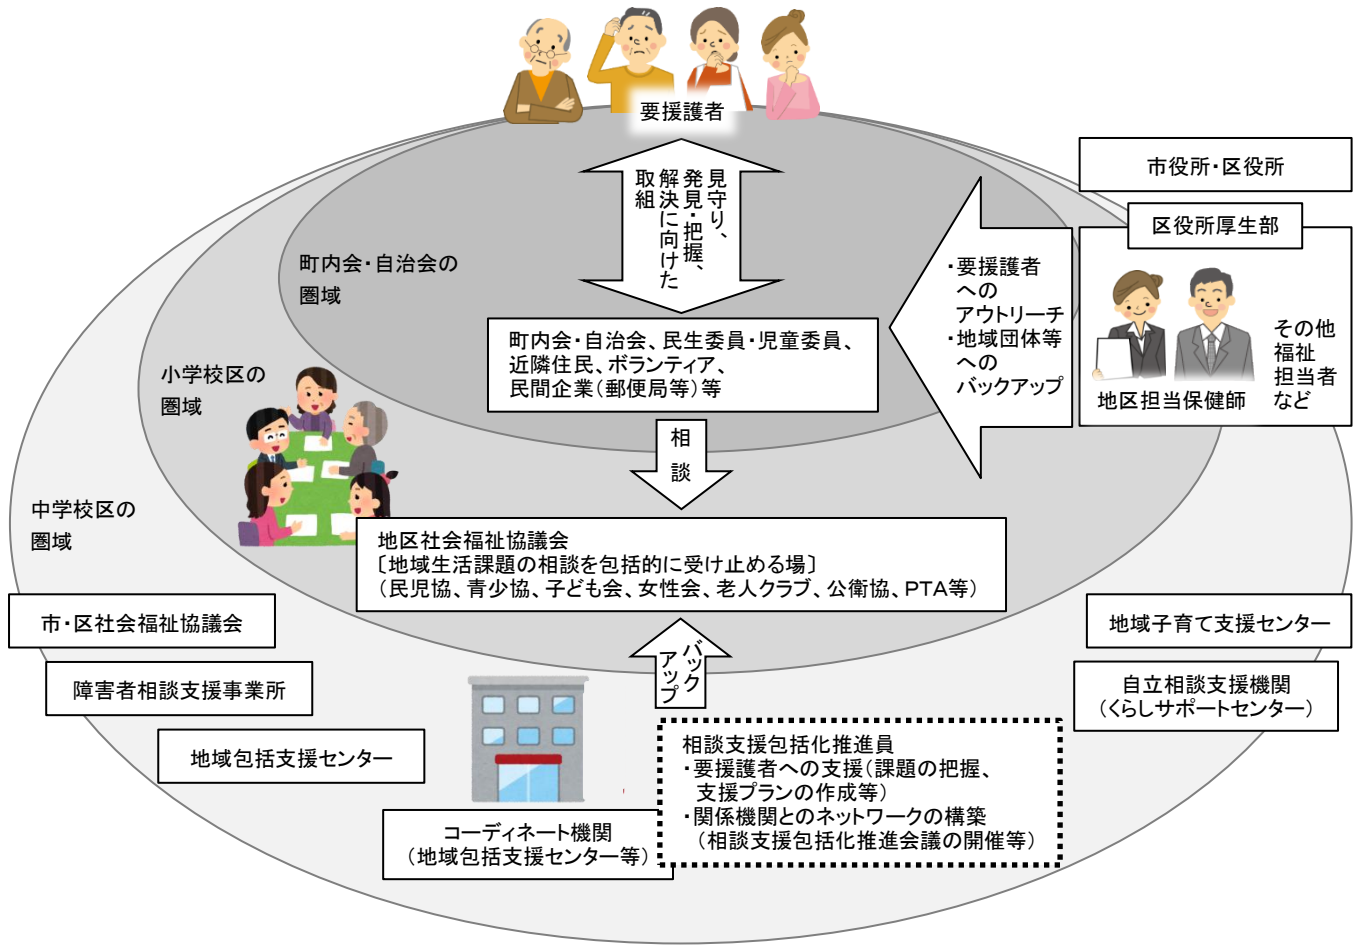 要援護者
見守り、
発見・把握、
解決に向けた
取組
市役所・区役所
区役所厚生部
地区担当保健師
その他
福祉
担当者
など
・要援護者
への
アウトリーチ
・地域団体等
への
バックアップ
町内会・自治会の
圏域
町内会・自治会、民生委員・児童委員、
近隣住民、ボランティア、
民間企業(郵便局等)等
小学校区の
圏域
相
談
中学校区の
圏域
地区社会福祉協議会
〔地域生活課題の相談を包括的に受け止める場〕
(民児協、青少協、子ども会、女性会、老人クラブ、公衛協、PTA等)
市・区社会福祉協議会
障害者相談支援事業所
地域包括支援センター
バック
アップ
地域子育て支援センター
自立相談支援機関
(くらしサポートセンター)
コーディネート機関
(地域包括支援センター等)
相談支援包括化推進員
・要援護者への支援(課題の把握、
支援プランの作成等)
・関係機関とのネットワークの構築
(相談支援包括化推進会議の開催等)